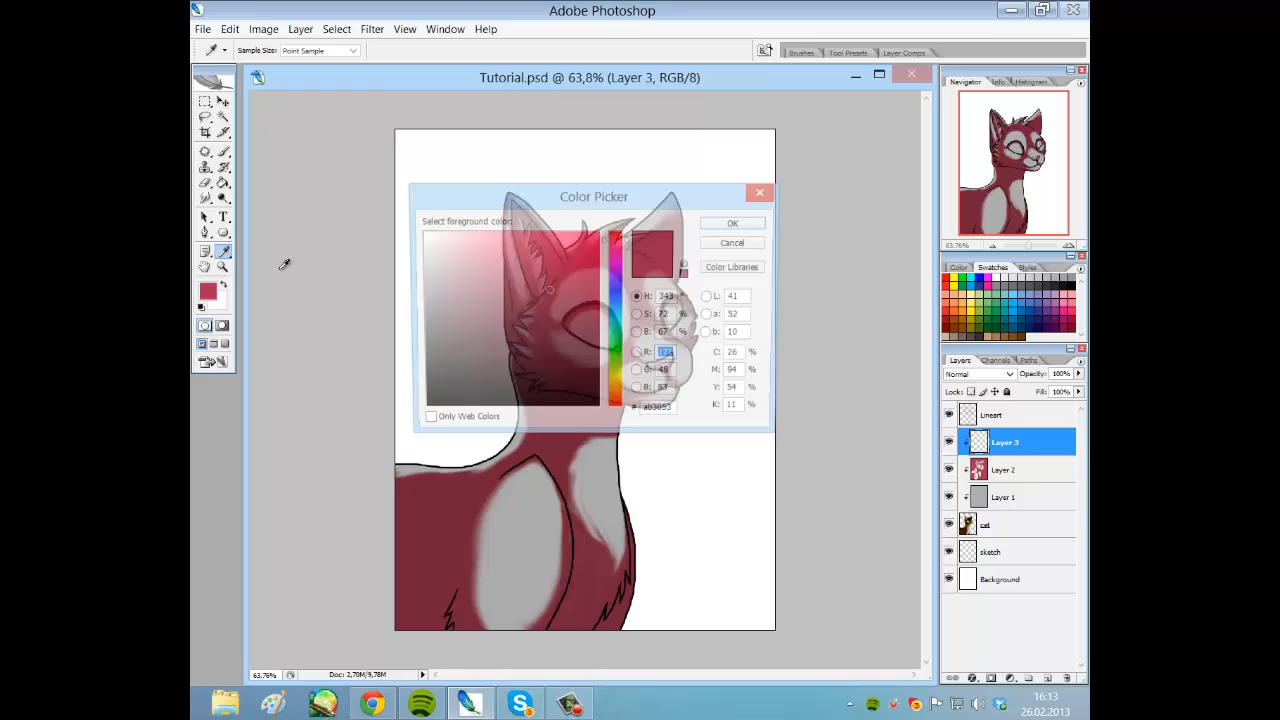 Adobe Photoshop
File Edit Image Layer Select Filter View Window Help
Sample Size: Point Sample
Brushes Tool Presets Layer Comps
Tutorial.psd @ 63,8% (Layer 3, RGB/8)
Navigator Info Histogram
63.76%
Color Swatches Styles
Color Picker
Select foreground color:
OK
Cancel
Color Libraries
H: 343 ° L: 41
S: 72 % a: 52
B: 67 % b: 10
R: 171 C: 26 %
G: 48 M: 94 %
B: 83 Y: 54 %
# ab3053 K: 11 %
Only Web Colors
Layers Channels Paths
Normal Opacity: 100%
Lock: Fill: 100%
Lineart
Layer 3
Layer 2
Layer 1
cat
sketch
Background
63,76% Doc: 2,70M/9,78M
16:13
26.02.2013